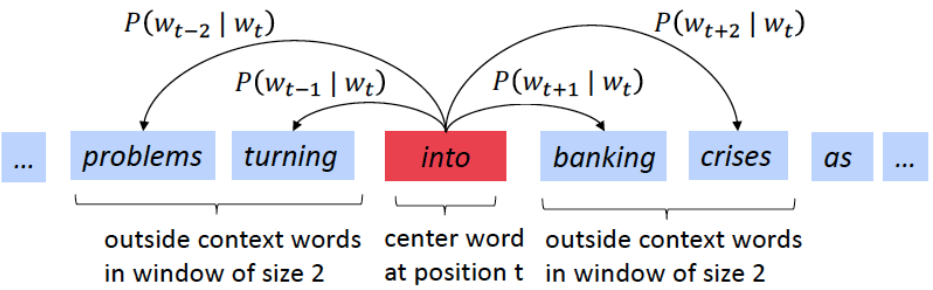 P(w_{t−2} | w_t)
P(w_{t+2} | w_t)
P(w_{t−1} | w_t)
P(w_{t+1} | w_t)
... problems turning into banking crises as ...
outside context words
in window of size 2
center word
at position t
outside context words
in window of size 2